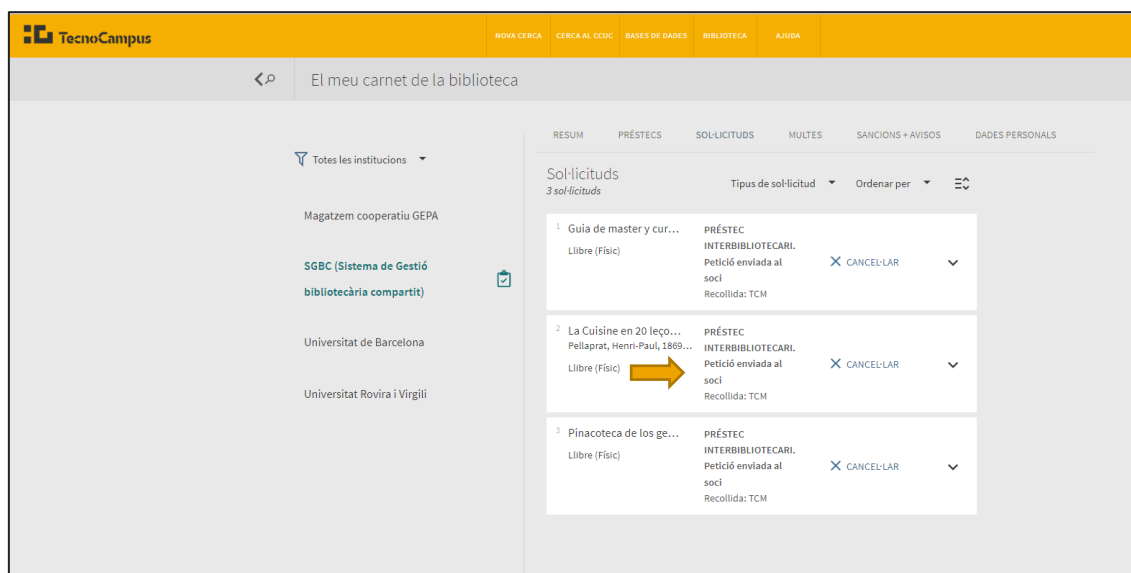 TecnoCampus
NOVA CERCA
CERCA AL CCUC
BASES DE DADES
BIBLIOTECA
AJUDA
El meu carnet de la biblioteca
RESUM
PRÉSTECS
SOL·LICITUDS
MULTES
SANCIONS + AVISOS
DADES PERSONALS
Totes les institucions
Magatzem cooperatiu GEPA
SGBC (Sistema de Gestió
bibliotecària compartit)
Universitat de Barcelona
Universitat Rovira i Virgili
Sol·licituds
3 sol·licituds
Tipus de sol·licitud
Ordenar per
1 Guia de master y cur...
Llibre (Físic)
PRÉSTEC
INTERBIBLIOTECARI.
Petició enviada al
soci
Recollida: TCM
CANCEL·LAR
2 La Cuisine en 20 leço...
Pellaprat, Henri-Paul, 1869...
Llibre (Físic)
PRÉSTEC
INTERBIBLIOTECARI.
Petició enviada al
soci
Recollida: TCM
CANCEL·LAR
3 Pinacoteca de los ge...
Llibre (Físic)
PRÉSTEC
INTERBIBLIOTECARI.
Petició enviada al
soci
Recollida: TCM
CANCEL·LAR